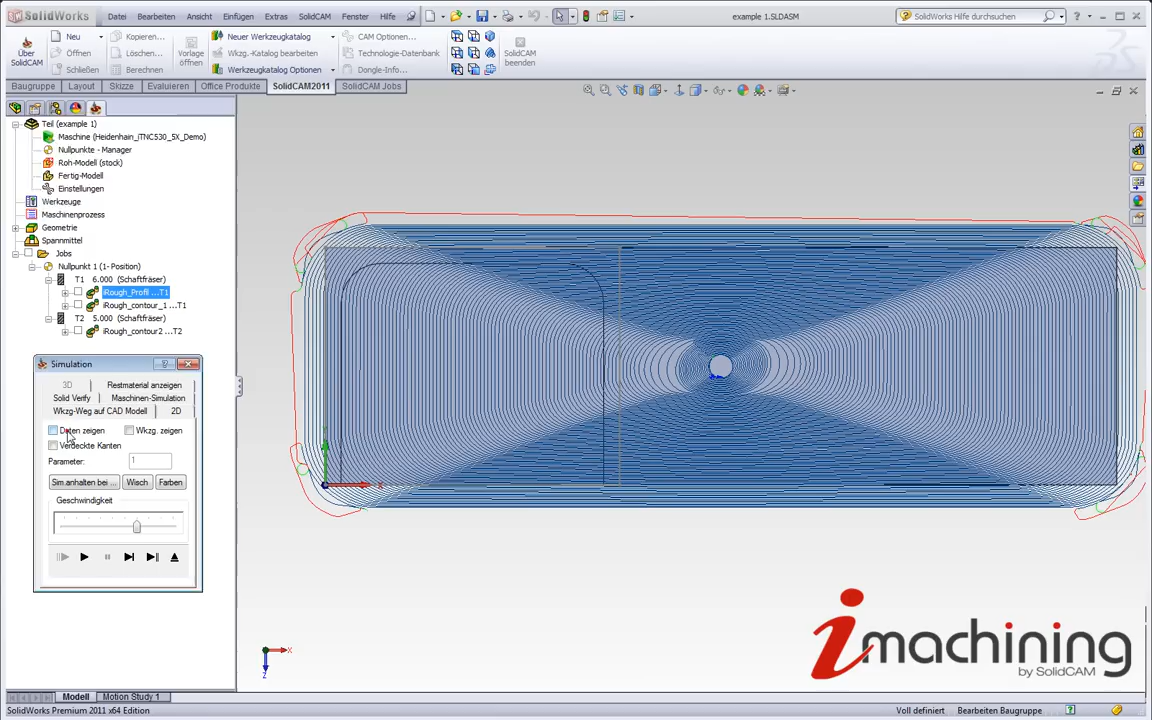 SolidWorks Datei Bearbeiten Ansicht Einfügen Extras SolidCAM Fenster Hilfe example 1.SLDASM SolidWorks Hilfe durchsuchen
Über SolidCAM
Neu
Öffnen
Schließen
Kopieren...
Löschen...
Berechnen
Vorlage öffnen
Neuer Werkzeugkatalog
Wkzg.-Katalog bearbeiten
Werkzeugkatalog Optionen
CAM Optionen...
Technologie-Datenbank
Dongle-Info...
SolidCAM beenden
Baugruppe Layout Skizze Evaluieren Office Produkte SolidCAM2011 SolidCAM Jobs
Teil (example 1)
Maschine (Heidenhain_iTNC530_5X_Demo)
Nullpunkte - Manager
Roh-Modell (stock)
Fertig-Modell
Einstellungen
Werkzeuge
Maschinenprozess
Geometrie
Spannmittel
Jobs
Nullpunkt 1 (1- Position)
T1 6.000 (Schaftfräser)
iRough_Profil ...T1
iRough_contour_1 ...T1
T2 5.000 (Schaftfräser)
iRough_contour2 ...T2
Simulation
3D Restmaterial anzeigen
Solid Verify Maschinen-Simulation
Wkzg-Weg auf CAD Modell 2D
Daten zeigen Wkzg. zeigen
Verdeckte Kanten
Parameter: 1
Sim.anhalten bei ... Wisch Farben
Geschwindigkeit
X
X
Z
imachining
by SolidCAM
Modell Motion Study 1
SolidWorks Premium 2011 x64 Edition Voll definiert Bearbeiten Baugruppe